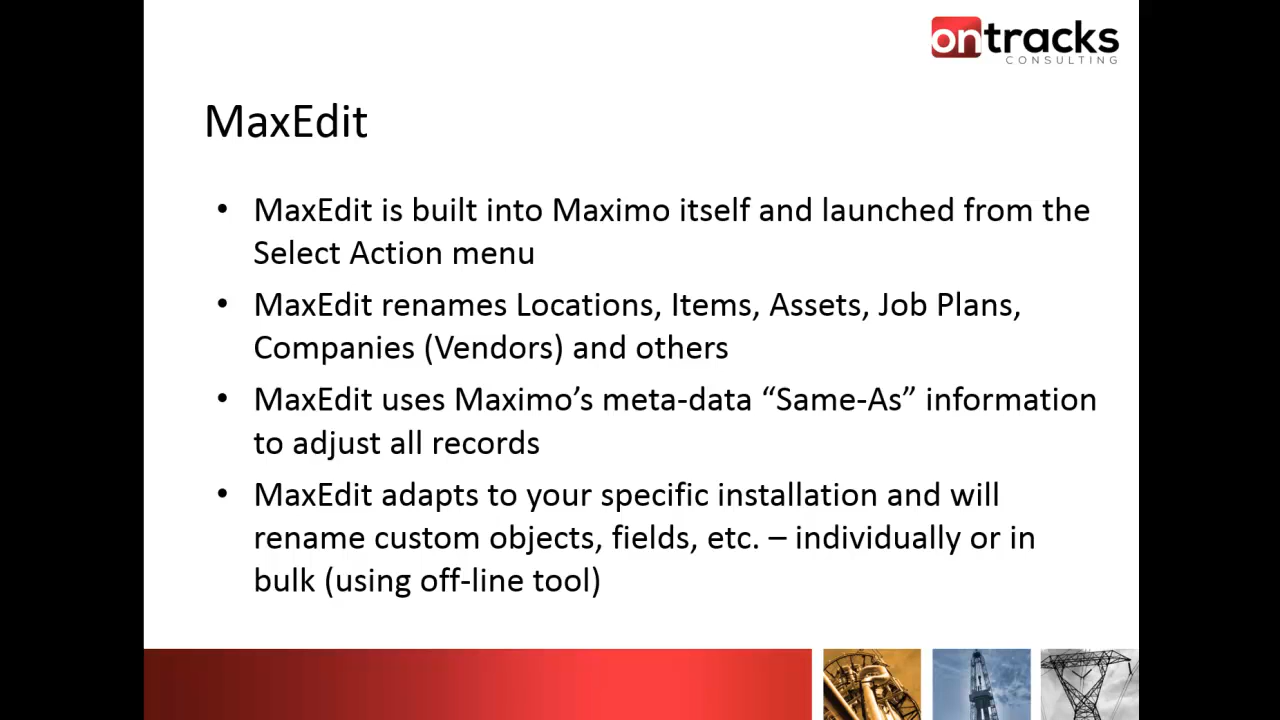 ontracks
CONSULTING
MaxEdit
• MaxEdit is built into Maximo itself and launched from the
Select Action menu
• MaxEdit renames Locations, Items, Assets, Job Plans,
Companies (Vendors) and others
• MaxEdit uses Maximo’s meta-data “Same-As” information
to adjust all records
• MaxEdit adapts to your specific installation and will
rename custom objects, fields, etc. – individually or in
bulk (using off-line tool)